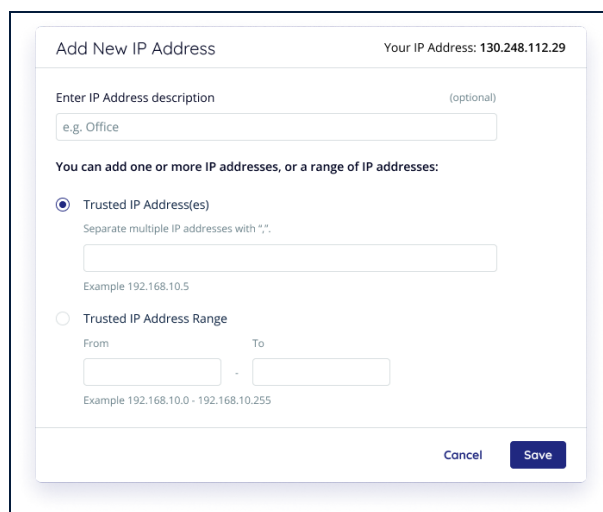 Add New IP Address
Your IP Address: 130.248.112.29
Enter IP Address description
(optional)
e.g. Office
You can add one or more IP addresses, or a range of IP addresses:
Trusted IP Address(es)
Separate multiple IP addresses with “,”.
Example 192.168.10.5
Trusted IP Address Range
From
To
-
Example 192.168.10.0 - 192.168.10.255
Cancel
Save